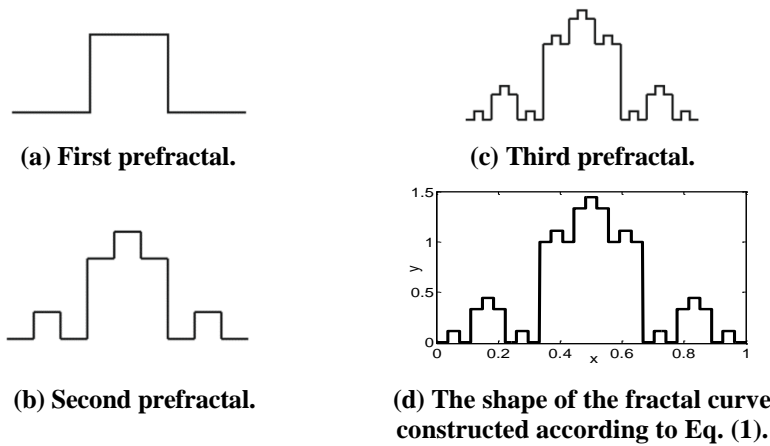 (a) First prefractal.
(c) Third prefractal.
(b) Second prefractal.
1.5
1
0.5
0
y
0
0.2
0.4
0.6
0.8
1
x
(d) The shape of the fractal curve
constructed according to Eq. (1).